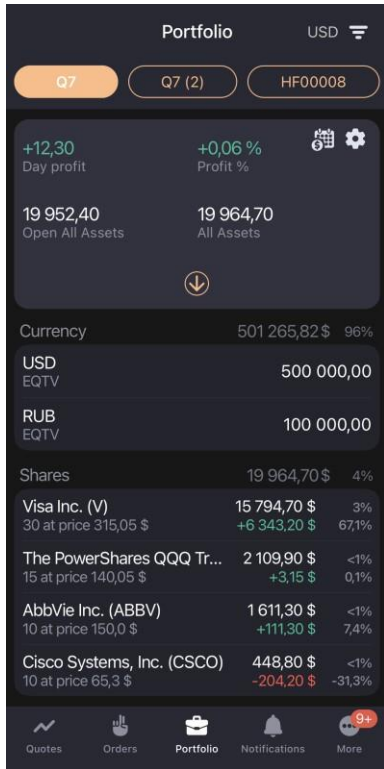 Portfolio USD
Q7 Q7 (2) HF00008
+12,30 +0,06 %
Day profit Profit %
19 952,40 19 964,70
Open All Assets All Assets
Currency 501 265,82 $ 96%
USD 500 000,00
EQTV
RUB 100 000,00
EQTV
Shares 19 964,70 $ 4%
Visa Inc. (V) 15 794,70 $ 3%
30 at price 315,05 $ +6 343,20 $ 67,1%
The PowerShares QQQ Tr... 2 109,90 $ <1%
15 at price 140,05 $ +3,15 $ 0,1%
AbbVie Inc. (ABBV) 1 611,30 $ <1%
10 at price 150,0 $ +111,30 $ 7,4%
Cisco Systems, Inc. (CSCO) 448,80 $ <1%
10 at price 65,3 $ -204,20 $ -31,3%
9+
Quotes Orders Portfolio Notifications More